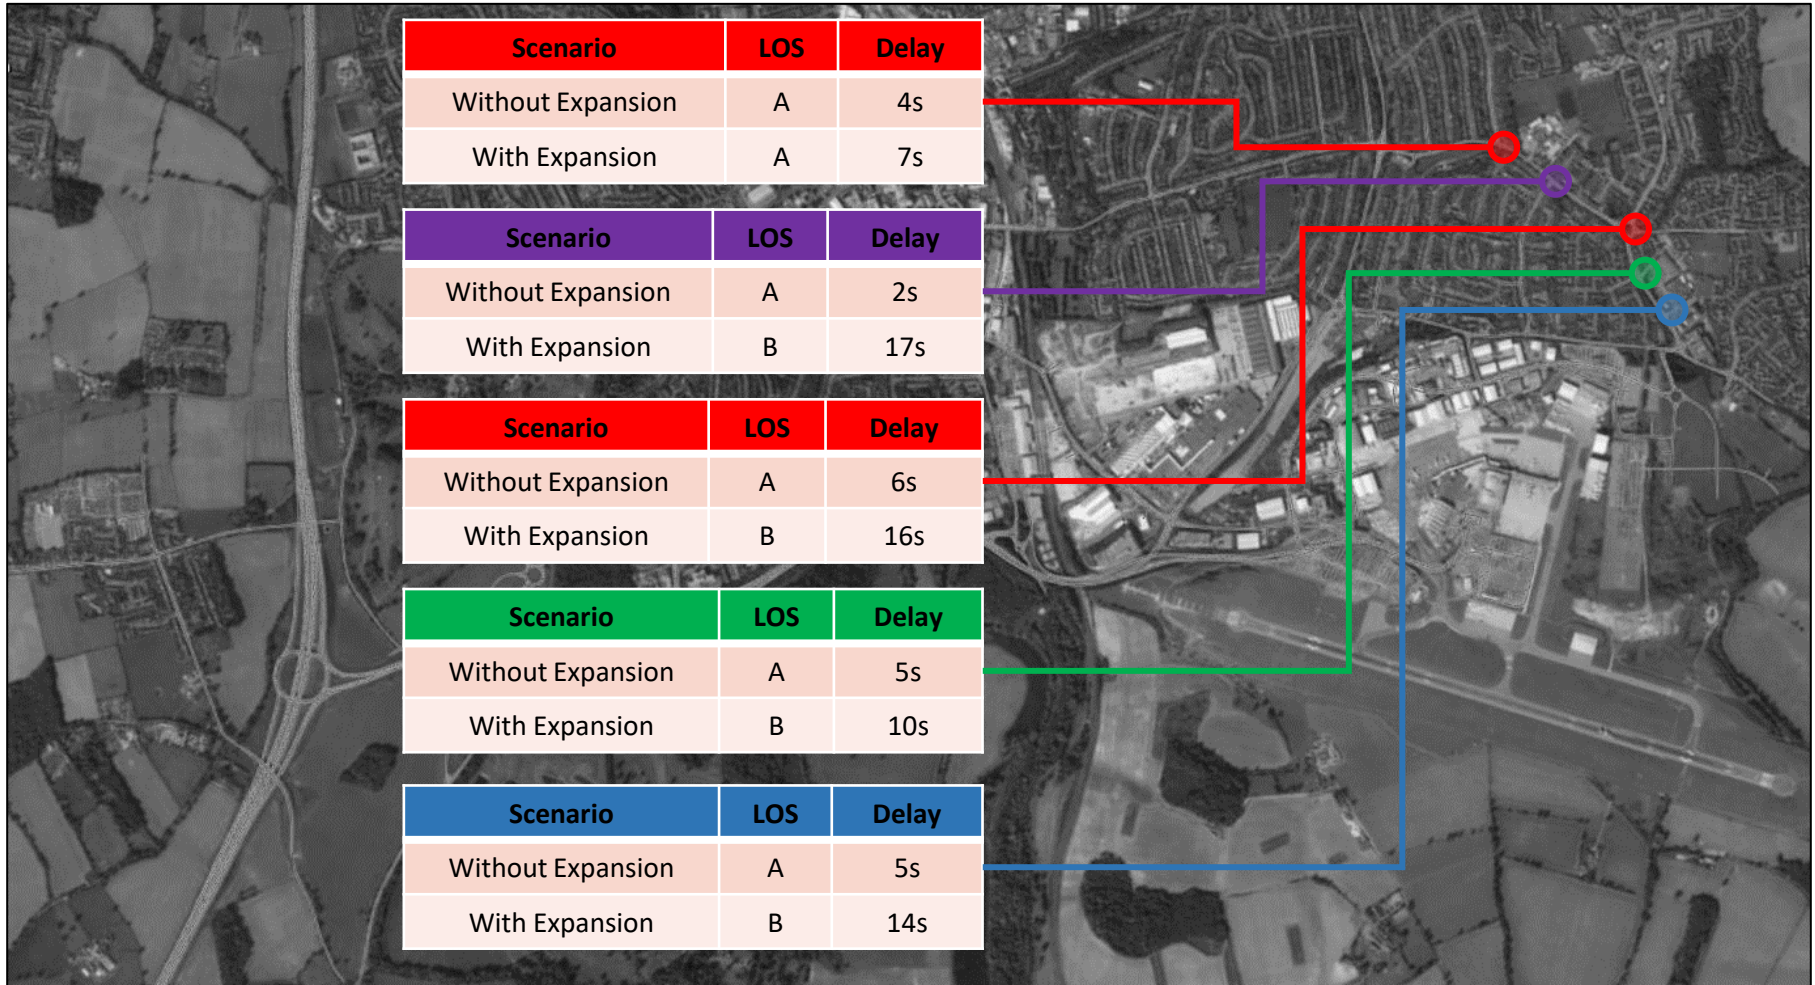 Scenario LOS Delay
Without Expansion A 4s
With Expansion A 7s
Scenario LOS Delay
Without Expansion A 2s
With Expansion B 17s
Scenario LOS Delay
Without Expansion A 6s
With Expansion B 16s
Scenario LOS Delay
Without Expansion A 5s
With Expansion B 10s
Scenario LOS Delay
Without Expansion A 5s
With Expansion B 14s